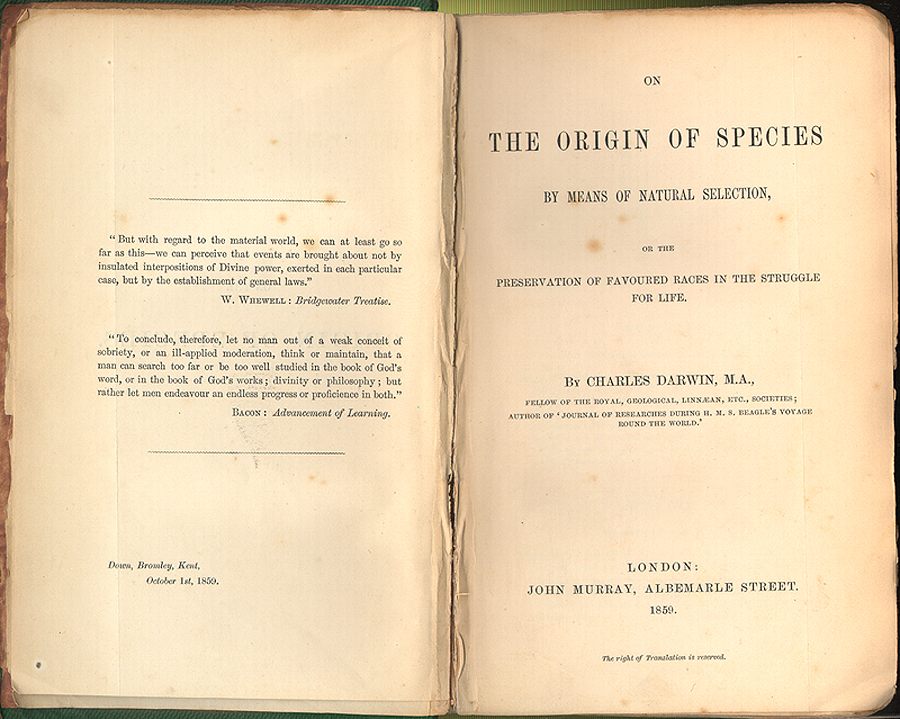 "But with regard to the material world, we can at least go so
far as this—we can perceive that events are brought about not by
insulated interpositions of Divine power, exerted in each particular
case, but by the establishment of general laws."
W. WHEWELL: Bridgewater Treatise.
"To conclude, therefore, let no man out of a weak conceit of
sobriety, or an ill-applied moderation, think or maintain, that a
man can search too far or be too well studied in the book of God's
word, or in the book of God's works; divinity or philosophy; but
rather let men endeavour an endless progress or proficience in both."
BACON: Advancement of Learning.
Down, Bromley, Kent,
October 1st, 1859.
ON
THE ORIGIN OF SPECIES
BY MEANS OF NATURAL SELECTION,
OR THE
PRESERVATION OF FAVOURED RACES IN THE STRUGGLE
FOR LIFE.
BY CHARLES DARWIN, M.A.,
FELLOW OF THE ROYAL, GEOLOGICAL, LINNÆAN, ETC., SOCIETIES;
AUTHOR OF 'JOURNAL OF RESEARCHES DURING H. M. S. BEAGLE'S VOYAGE
ROUND THE WORLD.'
LONDON:
JOHN MURRAY, ALBEMARLE STREET.
1859.
The right of Translation is reserved.